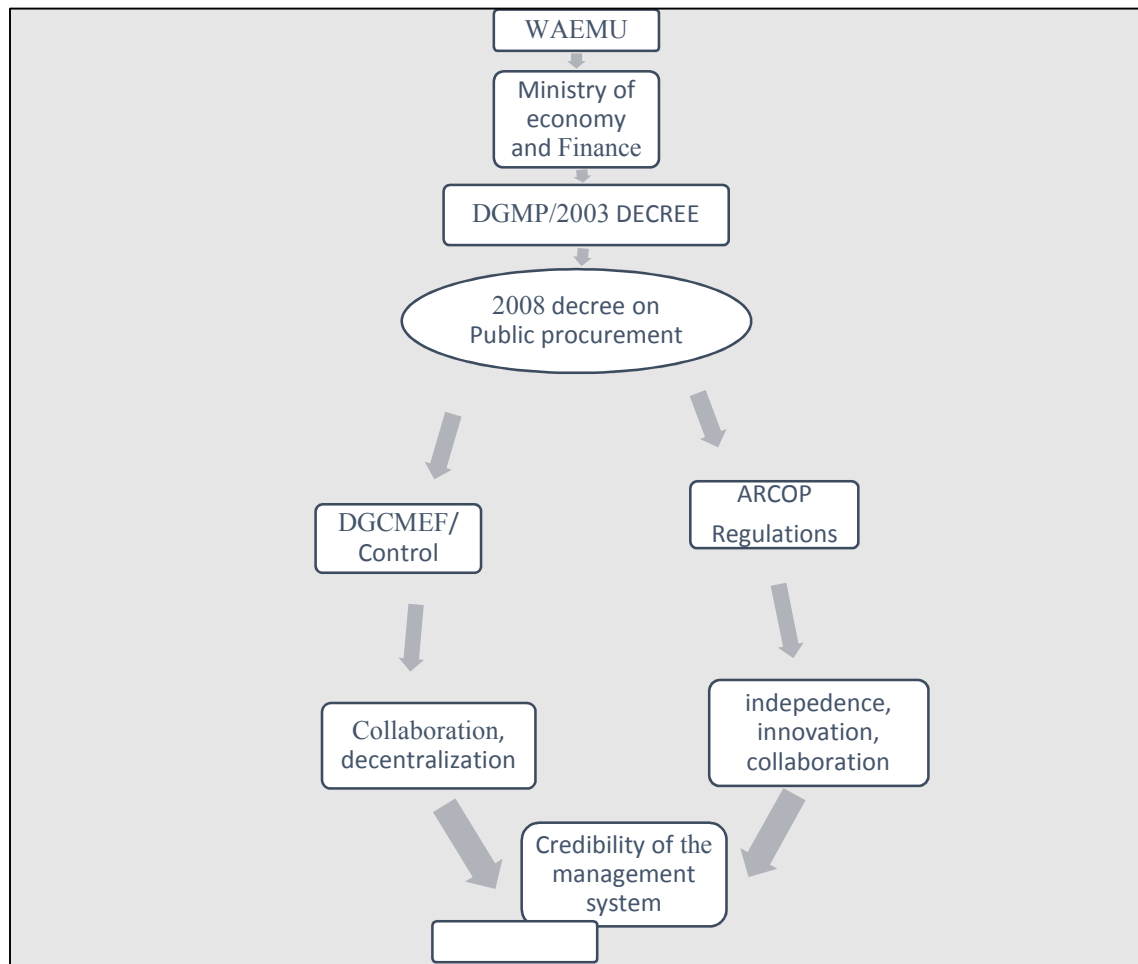 WAEMU
Ministry of
economy
and Finance
DGMP/2003 DECREE
2008 decree on
Public procurement
DGCMEF/
Control
ARCOP
Regulations
Collaboration,
decentralization
indepedence,
innovation,
collaboration
Credibility of the
management
system